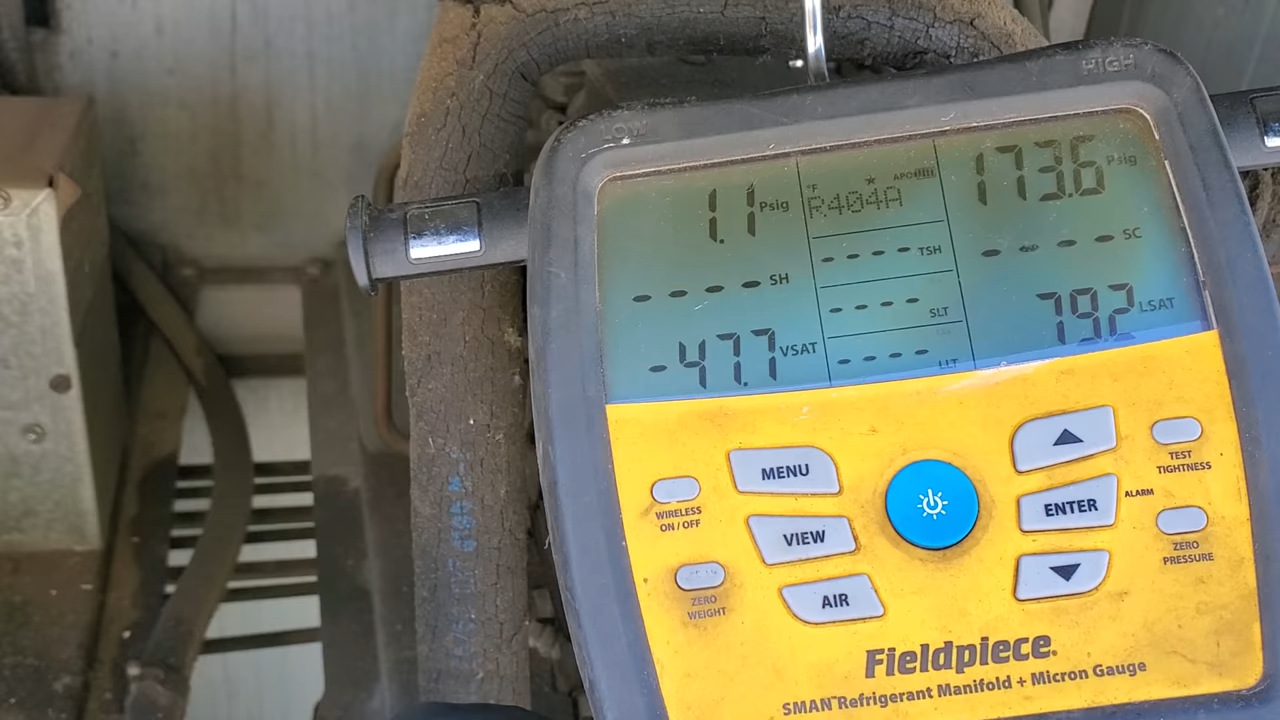 LOW
HIGH
1.1 Psig
°F
APO
R404A
173.6 Psig
---- SH
---- TSH
---- SC
---- SLT
-47.7 VSAT
---- LLT
79.2 LSAT
MENU
WIRELESS
ON / OFF
VIEW
ZERO
WEIGHT
AIR
ENTER
ALARM
TEST
TIGHTNESS
ZERO
PRESSURE
Fieldpiece
SMAN™ Refrigerant Manifold + Micron Gauge